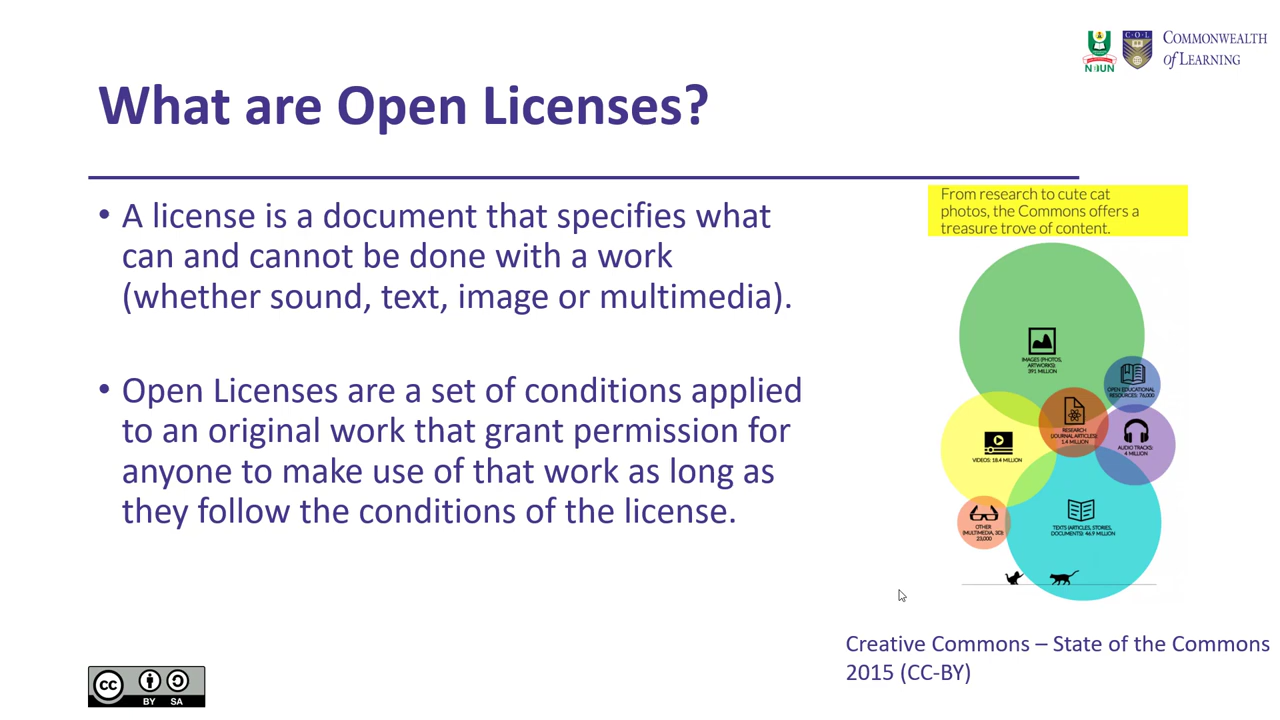 COMMONWEALTH
of LEARNING
C·O·L
NOUN
What are Open Licenses?
• A license is a document that specifies what
can and cannot be done with a work
(whether sound, text, image or multimedia).
• Open Licenses are a set of conditions applied
to an original work that grant permission for
anyone to make use of that work as long as
they follow the conditions of the license.
From research to cute cat
photos, the Commons offers a
treasure trove of content.
IMAGES (PHOTOS,
ARTWORKS):
391 MILLION
OPEN EDUCATIONAL
RESOURCES: 76,000
RESEARCH
(JOURNAL ARTICLES):
1.4 MILLION
AUDIO TRACKS:
4 MILLION
VIDEOS: 18.4 MILLION
OTHER
(MULTIMEDIA, 3D):
23,000
TEXTS (ARTICLES, STORIES,
DOCUMENTS): 46.9 MILLION
Creative Commons – State of the Commons
2015 (CC-BY)
cc
BY SA